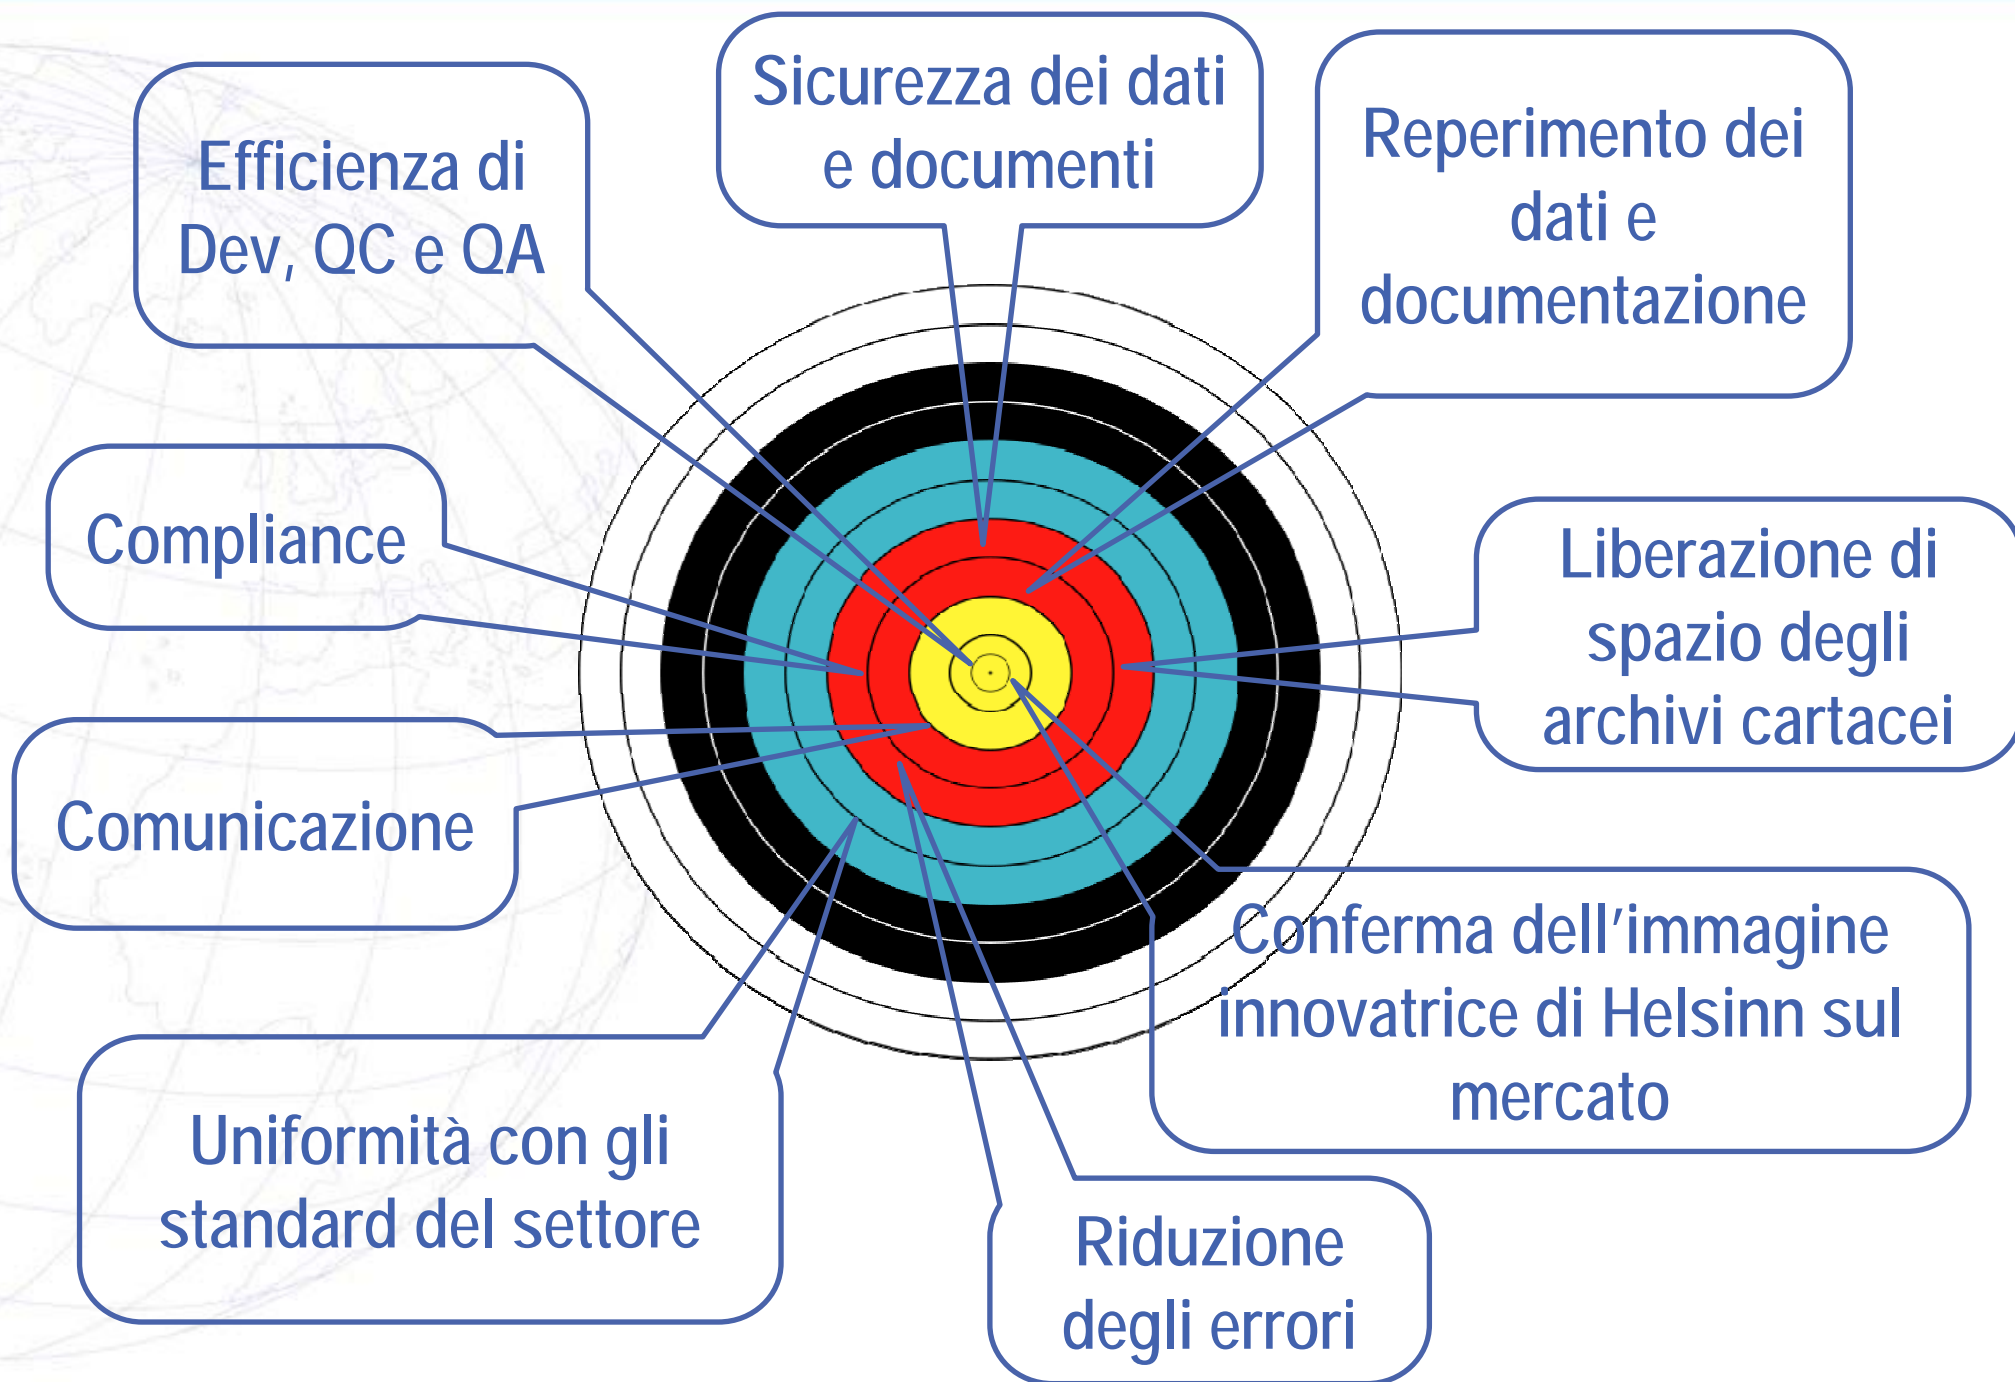 Sicurezza dei dati
e documenti
Efficienza di
Dev, QC e QA
Reperimento dei
dati e
documentazione
Compliance
Liberazione di
spazio degli
archivi cartacei
Comunicazione
Conferma dell'immagine
innovatrice di Helsinn sul
mercato
Uniformità con gli
standard del settore
Riduzione
degli errori